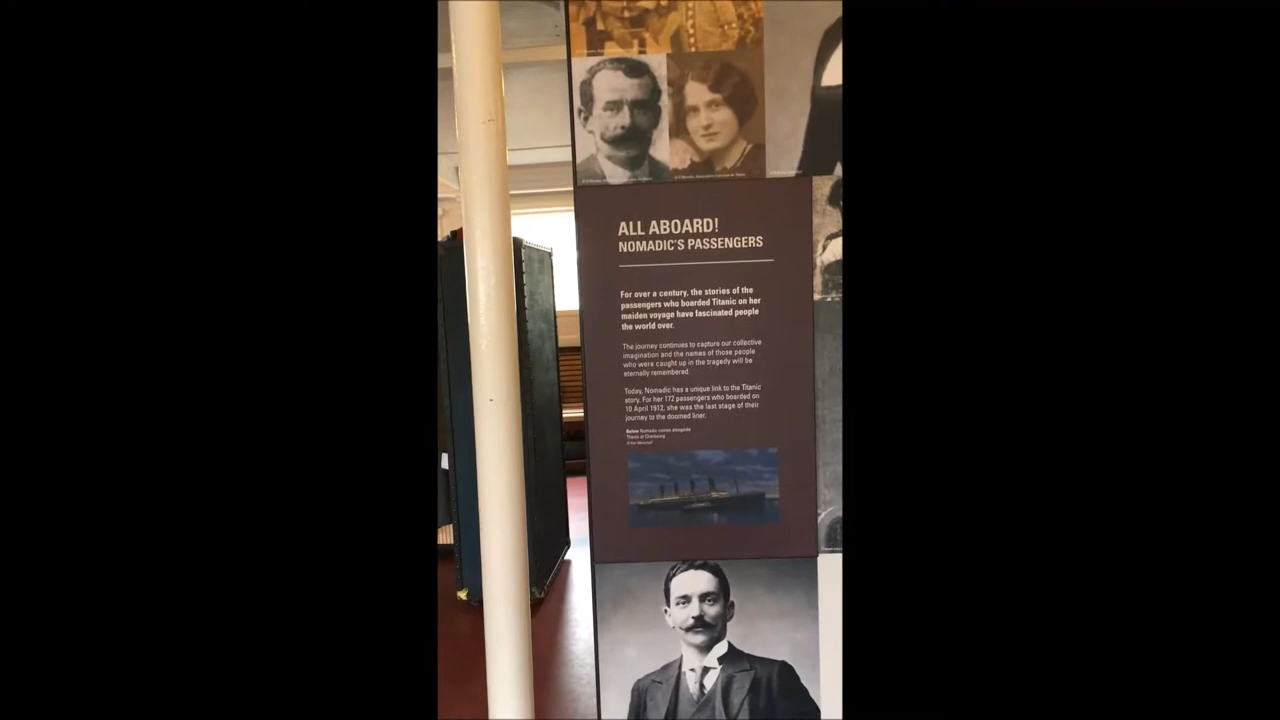 ALL ABOARD!
NOMADIC'S PASSENGERS
For over a century, the stories of the
passengers who boarded Titanic on her
maiden voyage have fascinated people
the world over.
The journey continues to capture our collective
imagination and the names of those people
who were caught up in the tragedy will be
eternally remembered.
Today, Nomadic has a unique link to the Titanic
story. For her 172 passengers who boarded on
10 April 1912, she was the last stage of their
journey to the doomed liner.
Below Nomadic comes alongside
Titanic at Cherbourg